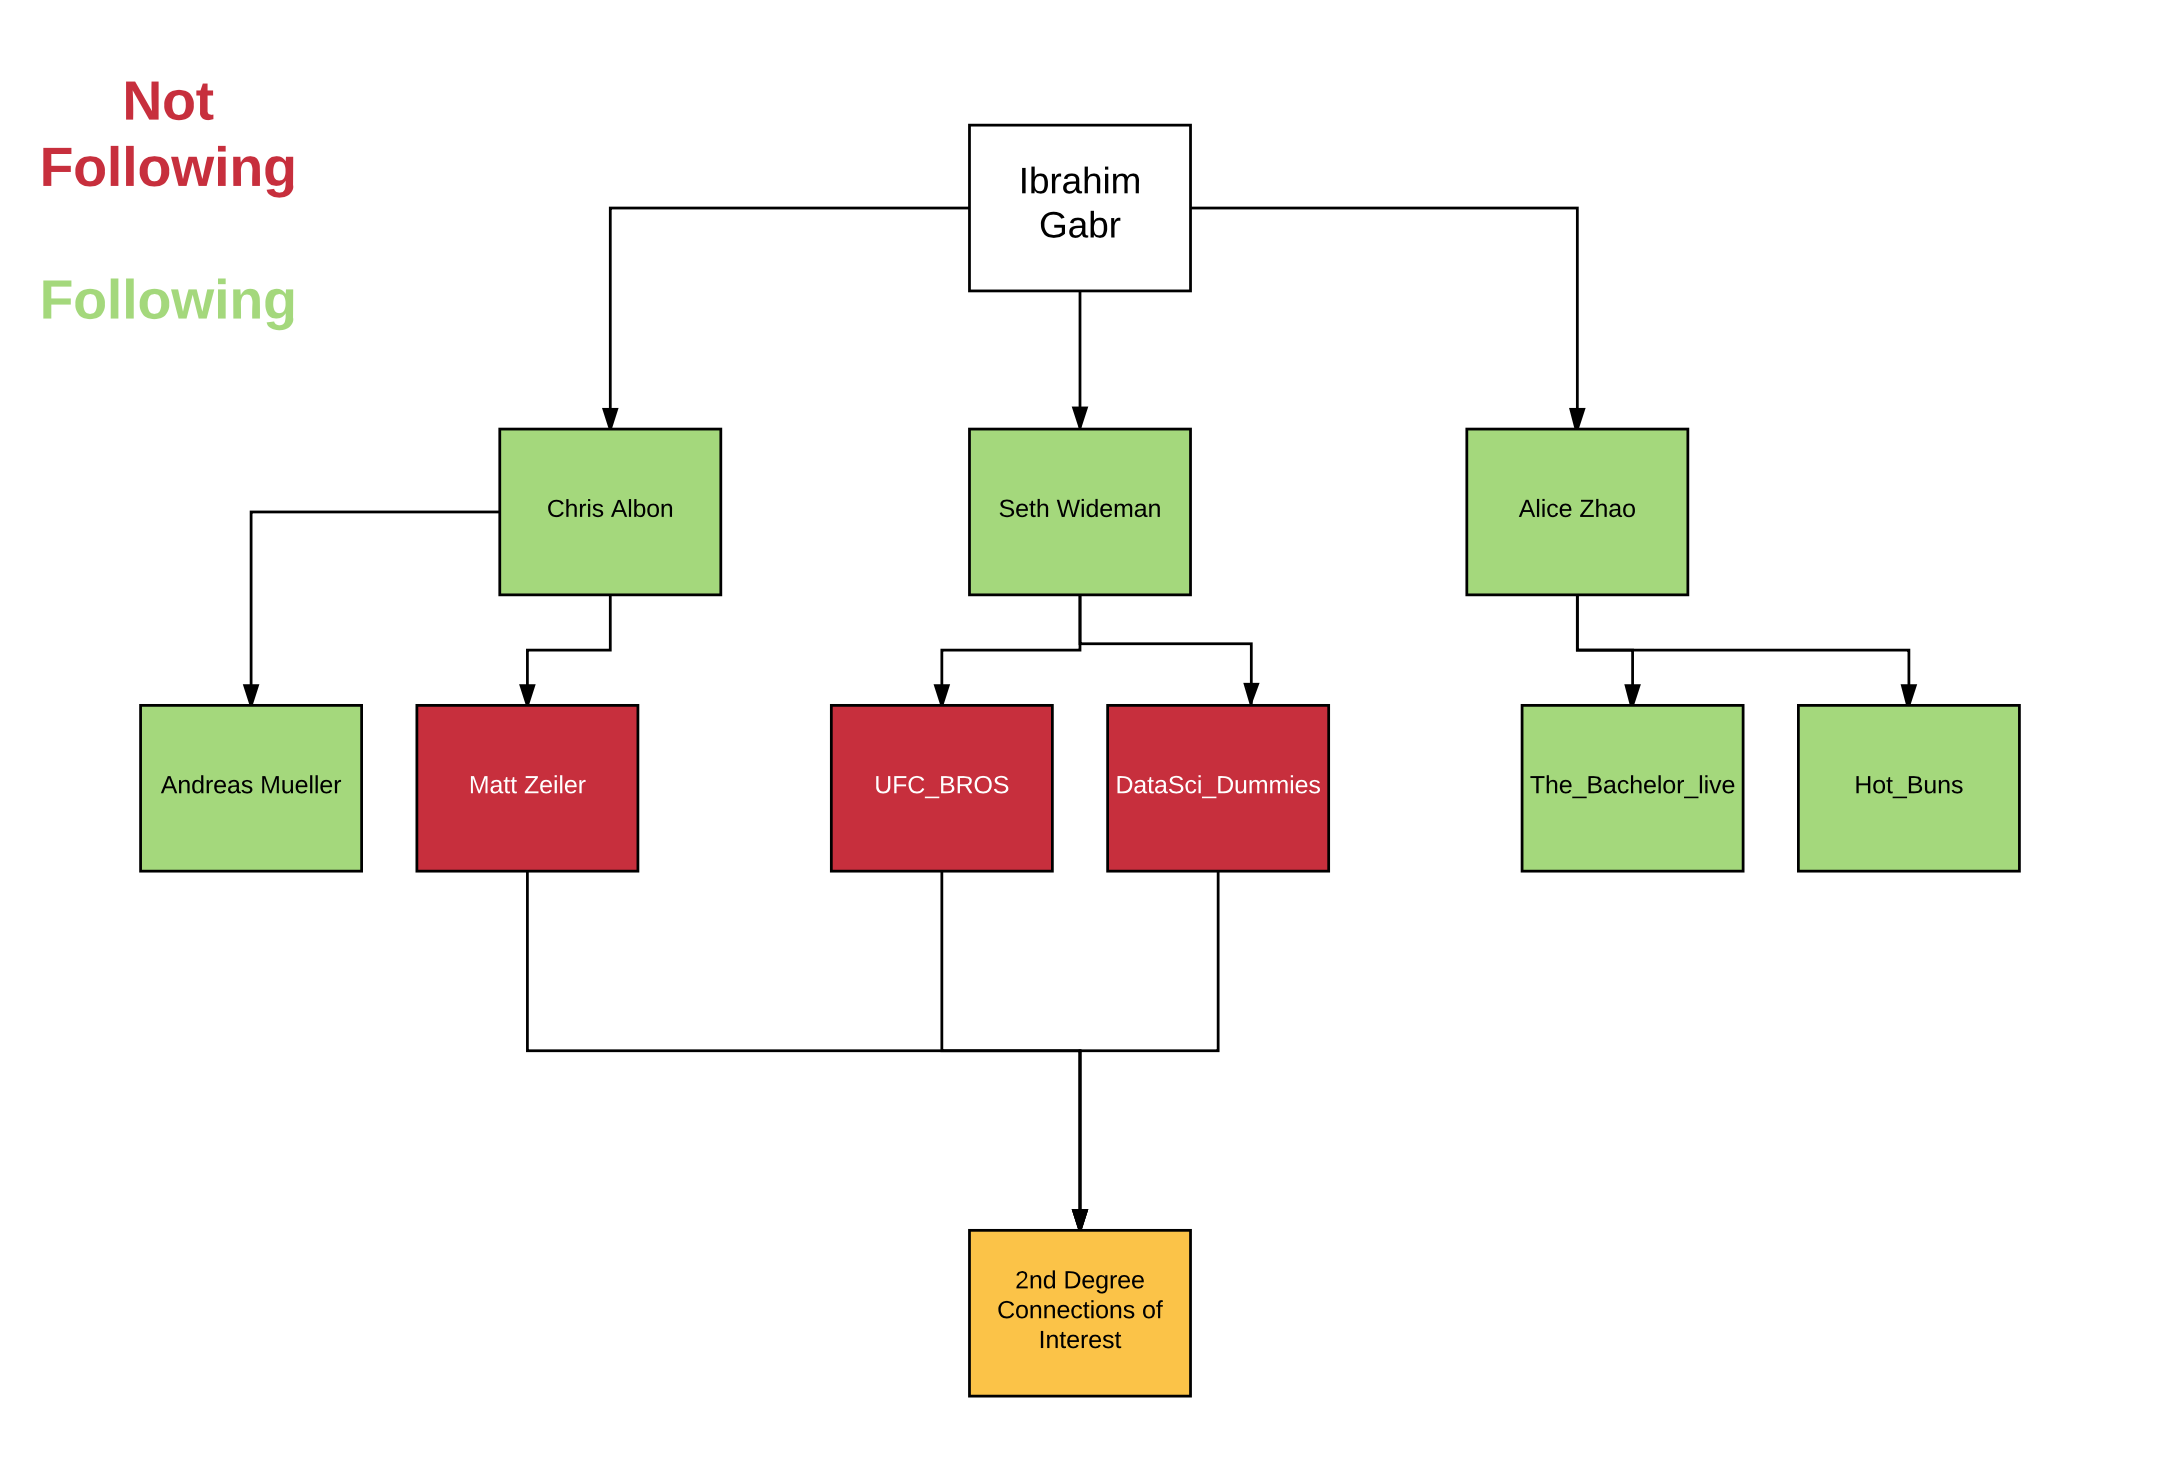 Not
Following
Following
Ibrahim
Gabr
Chris Albon
Seth Wideman
Alice Zhao
Andreas Mueller
Matt Zeiler
UFC_BROS
DataSci_Dummies
The_Bachelor_live
Hot_Buns
2nd Degree
Connections of
Interest